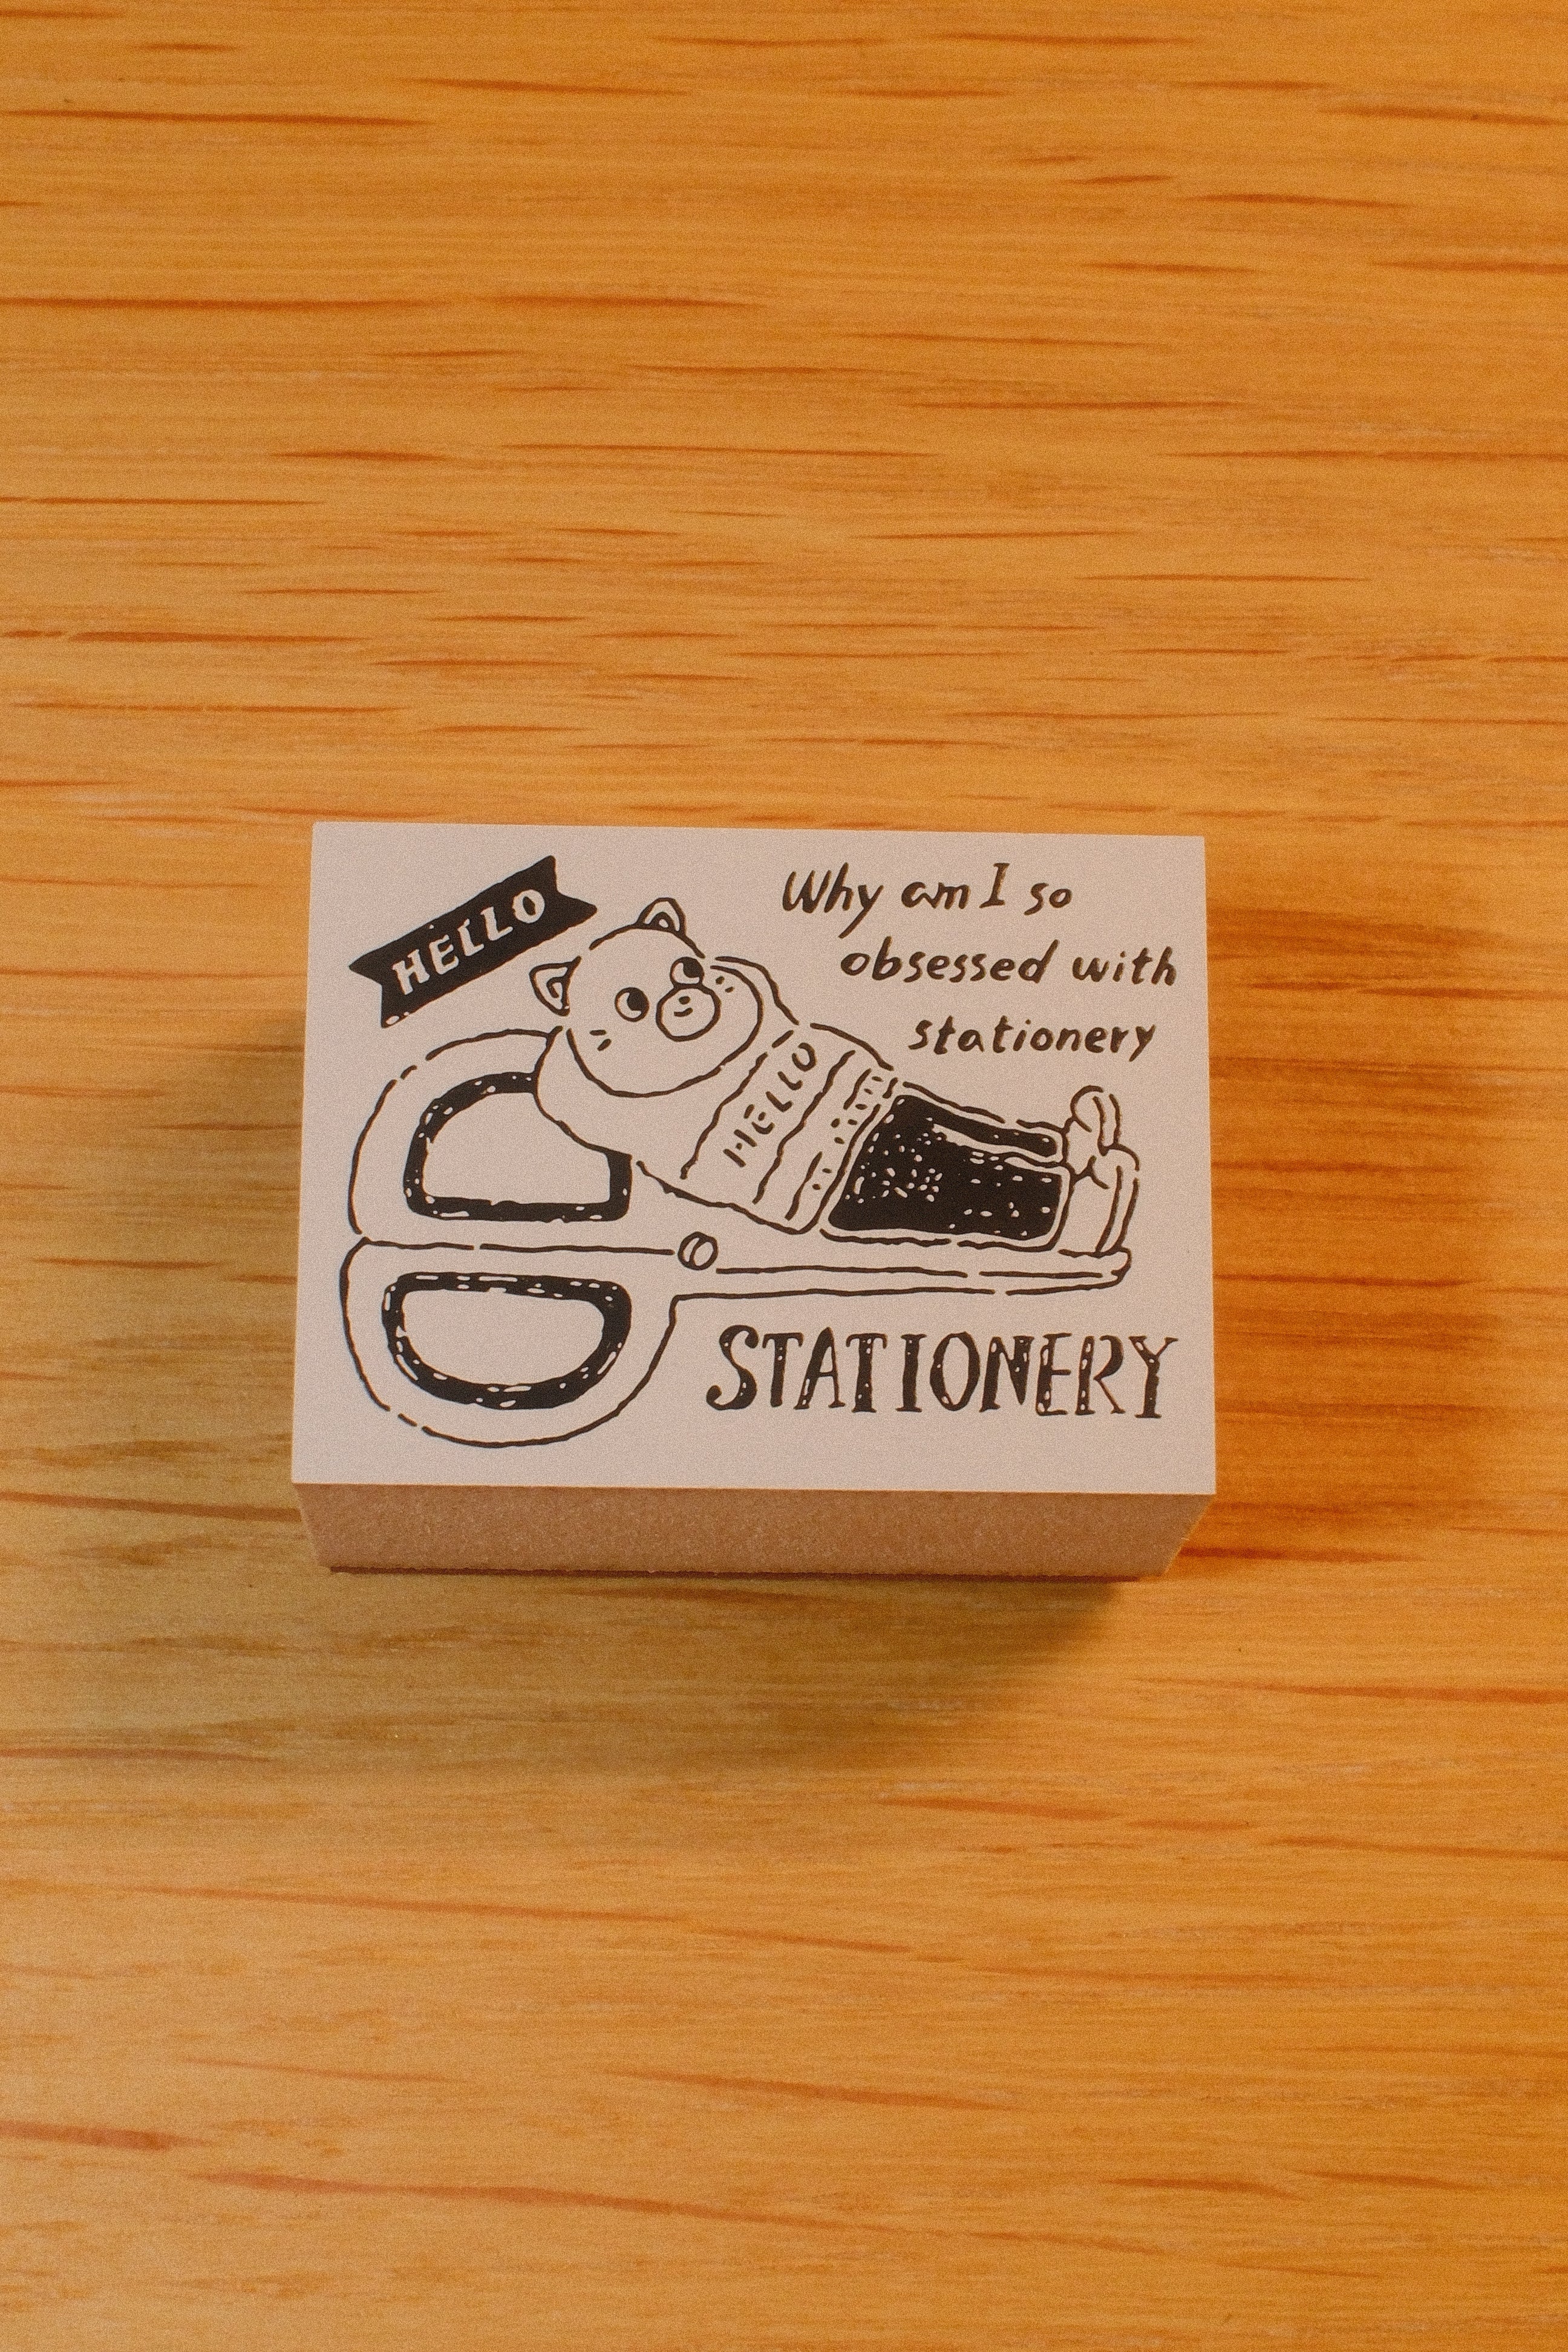 HELLO
Why am I so
obsessed with
stationery
HELLO
STATIONERY